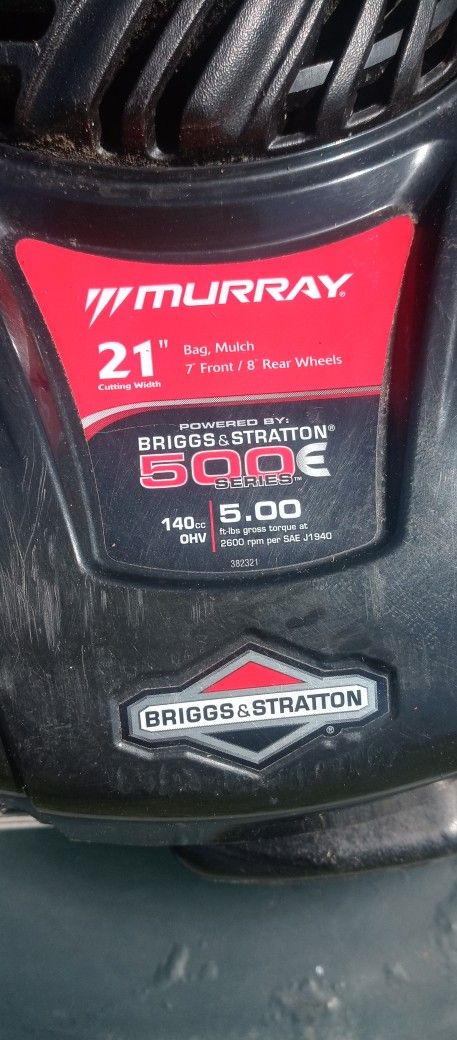 MURRAY®
21"
Cutting Width
Bag, Mulch
7" Front / 8" Rear Wheels
POWERED BY:
BRIGGS & STRATTON®
500E
SERIES™
140cc
OHV
5.00
ft-lbs gross torque at
2600 rpm per SAE J1940
382321
BRIGGS & STRATTON
®